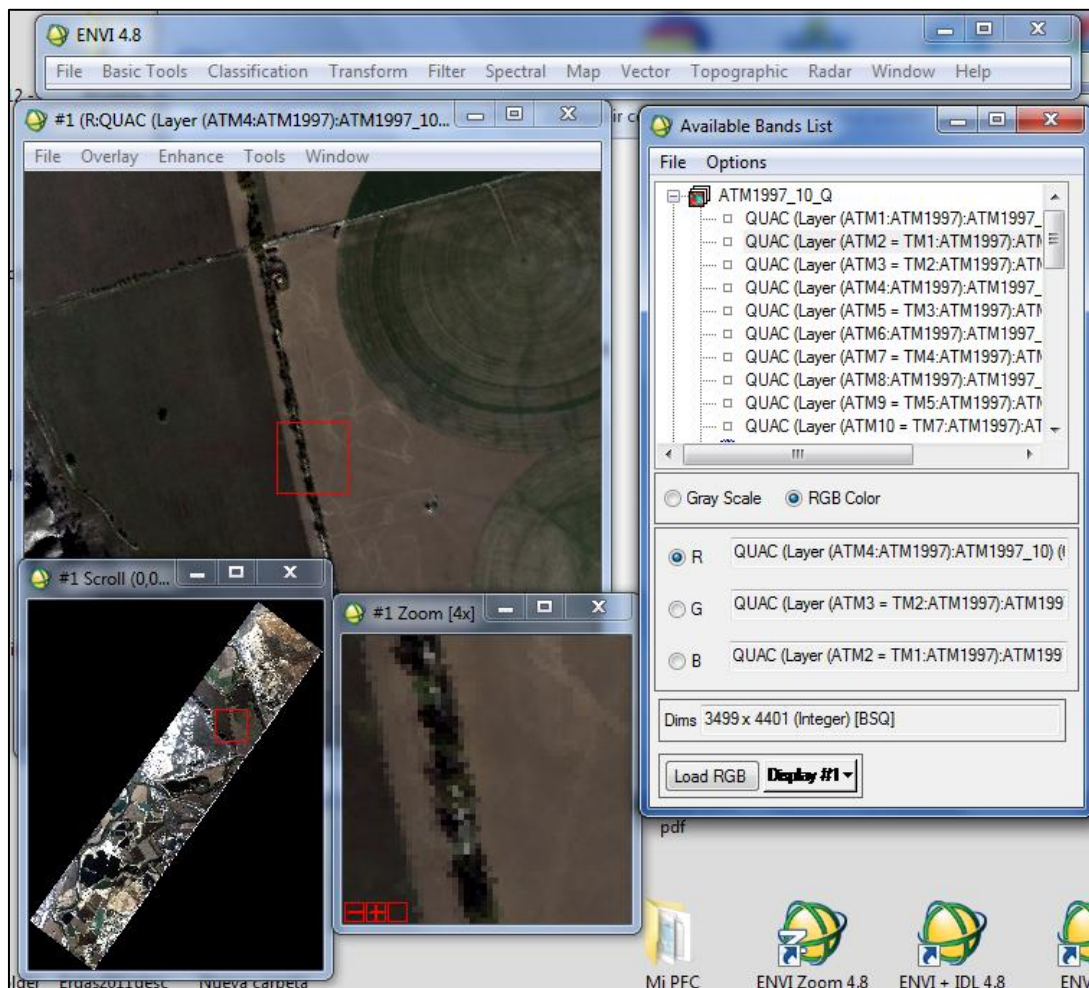 ENVI 4.8
File Basic Tools Classification Transform Filter Spectral Map Vector Topographic Radar Window Help
#1 (R:QUAC (Layer (ATM4:ATM1997):ATM1997_10...
File Overlay Enhance Tools Window
Available Bands List
File Options
ATM1997_10_Q
QUAC (Layer (ATM1:ATM1997):ATM1997_
QUAC (Layer (ATM2 = TM1:ATM1997):ATM
QUAC (Layer (ATM3 = TM2:ATM1997):ATM
QUAC (Layer (ATM4:ATM1997):ATM1997_
QUAC (Layer (ATM5 = TM3:ATM1997):ATM
QUAC (Layer (ATM6:ATM1997):ATM1997_
QUAC (Layer (ATM7 = TM4:ATM1997):ATM
QUAC (Layer (ATM8:ATM1997):ATM1997_
QUAC (Layer (ATM9 = TM5:ATM1997):ATM
QUAC (Layer (ATM10 = TM7:ATM1997):AT
Gray Scale RGB Color
R QUAC (Layer (ATM4:ATM1997):ATM1997_10) (
G QUAC (Layer (ATM3 = TM2:ATM1997):ATM199
B QUAC (Layer (ATM2 = TM1:ATM1997):ATM199
Dims 3499 x 4401 (Integer) [BSQ]
Load RGB Display #1
#1 Scroll (0,0...
#1 Zoom [4x]
pdf
Mi PFC
ENVI Zoom 4.8
ENVI + IDL 4.8
ENV
Nueva carpeta